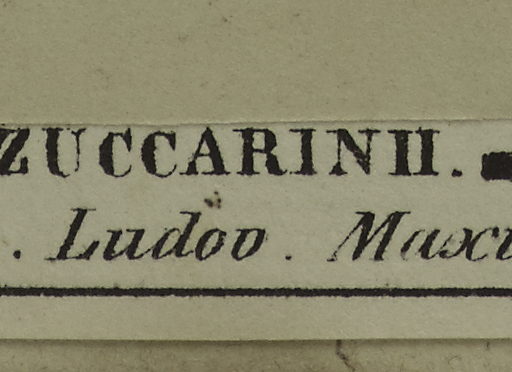 ZUCCARINII.
. Ludov. Maxi